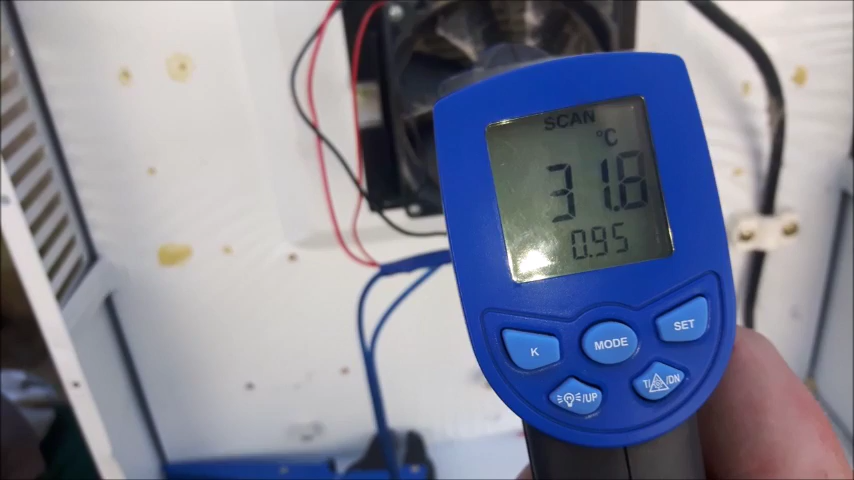 SCAN
°C
31.8
0.95
K
MODE
SET
/UP
T/ /DN